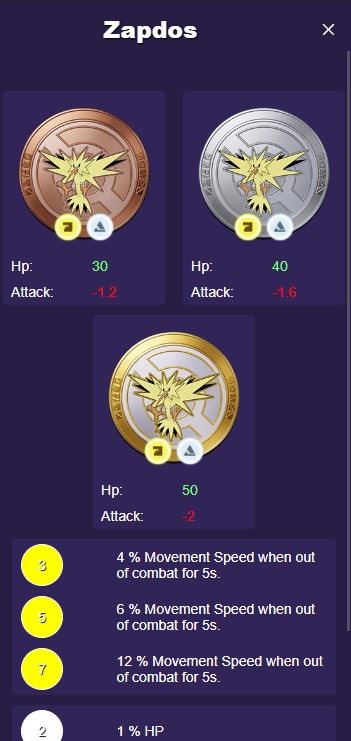 Zapdos
Hp: 30
Attack: -1.2
Hp: 40
Attack: -1.6
Hp: 50
Attack: -2
3 4 % Movement Speed when out
of combat for 5s.
5 6 % Movement Speed when out
of combat for 5s.
7 12 % Movement Speed when out
of combat for 5s.
2 1 % HP